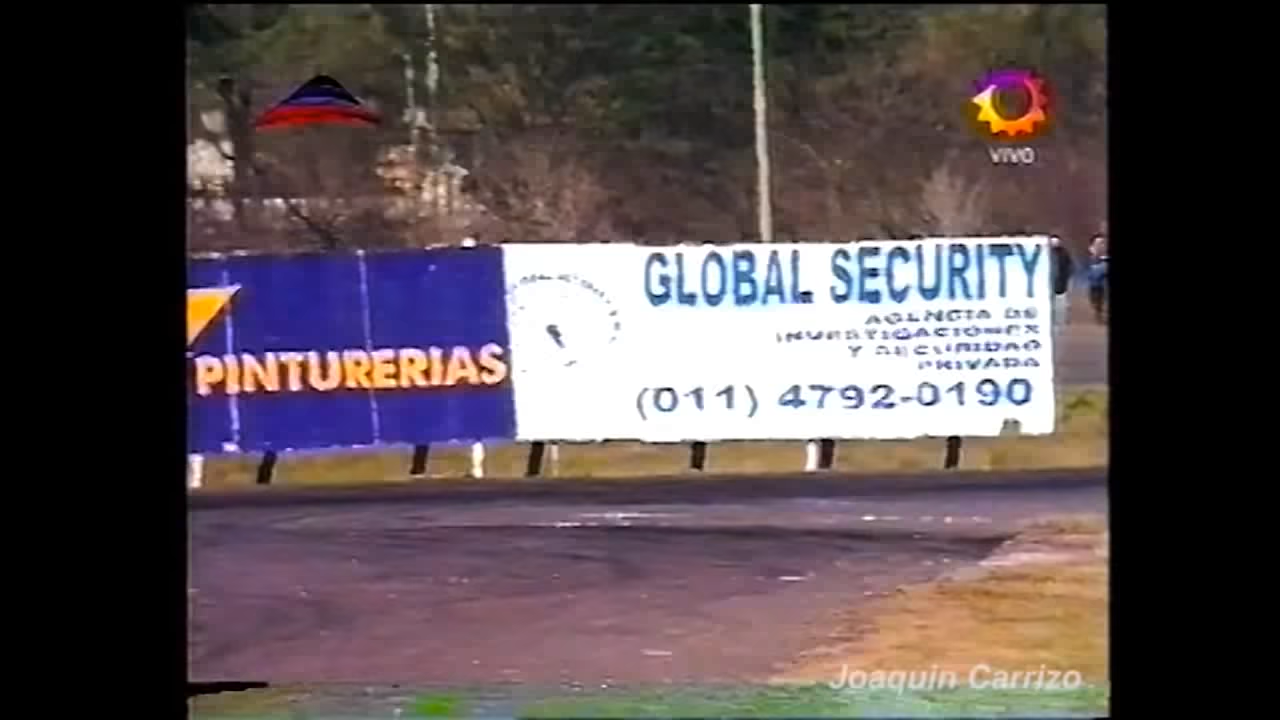 VIVO
PINTURERIAS
GLOBAL SECURITY
AGENCIA DE
INVESTIGACIONES
Y SEGURIDAD
PRIVADA
(011) 4792-0190
Joaquin Carrizo